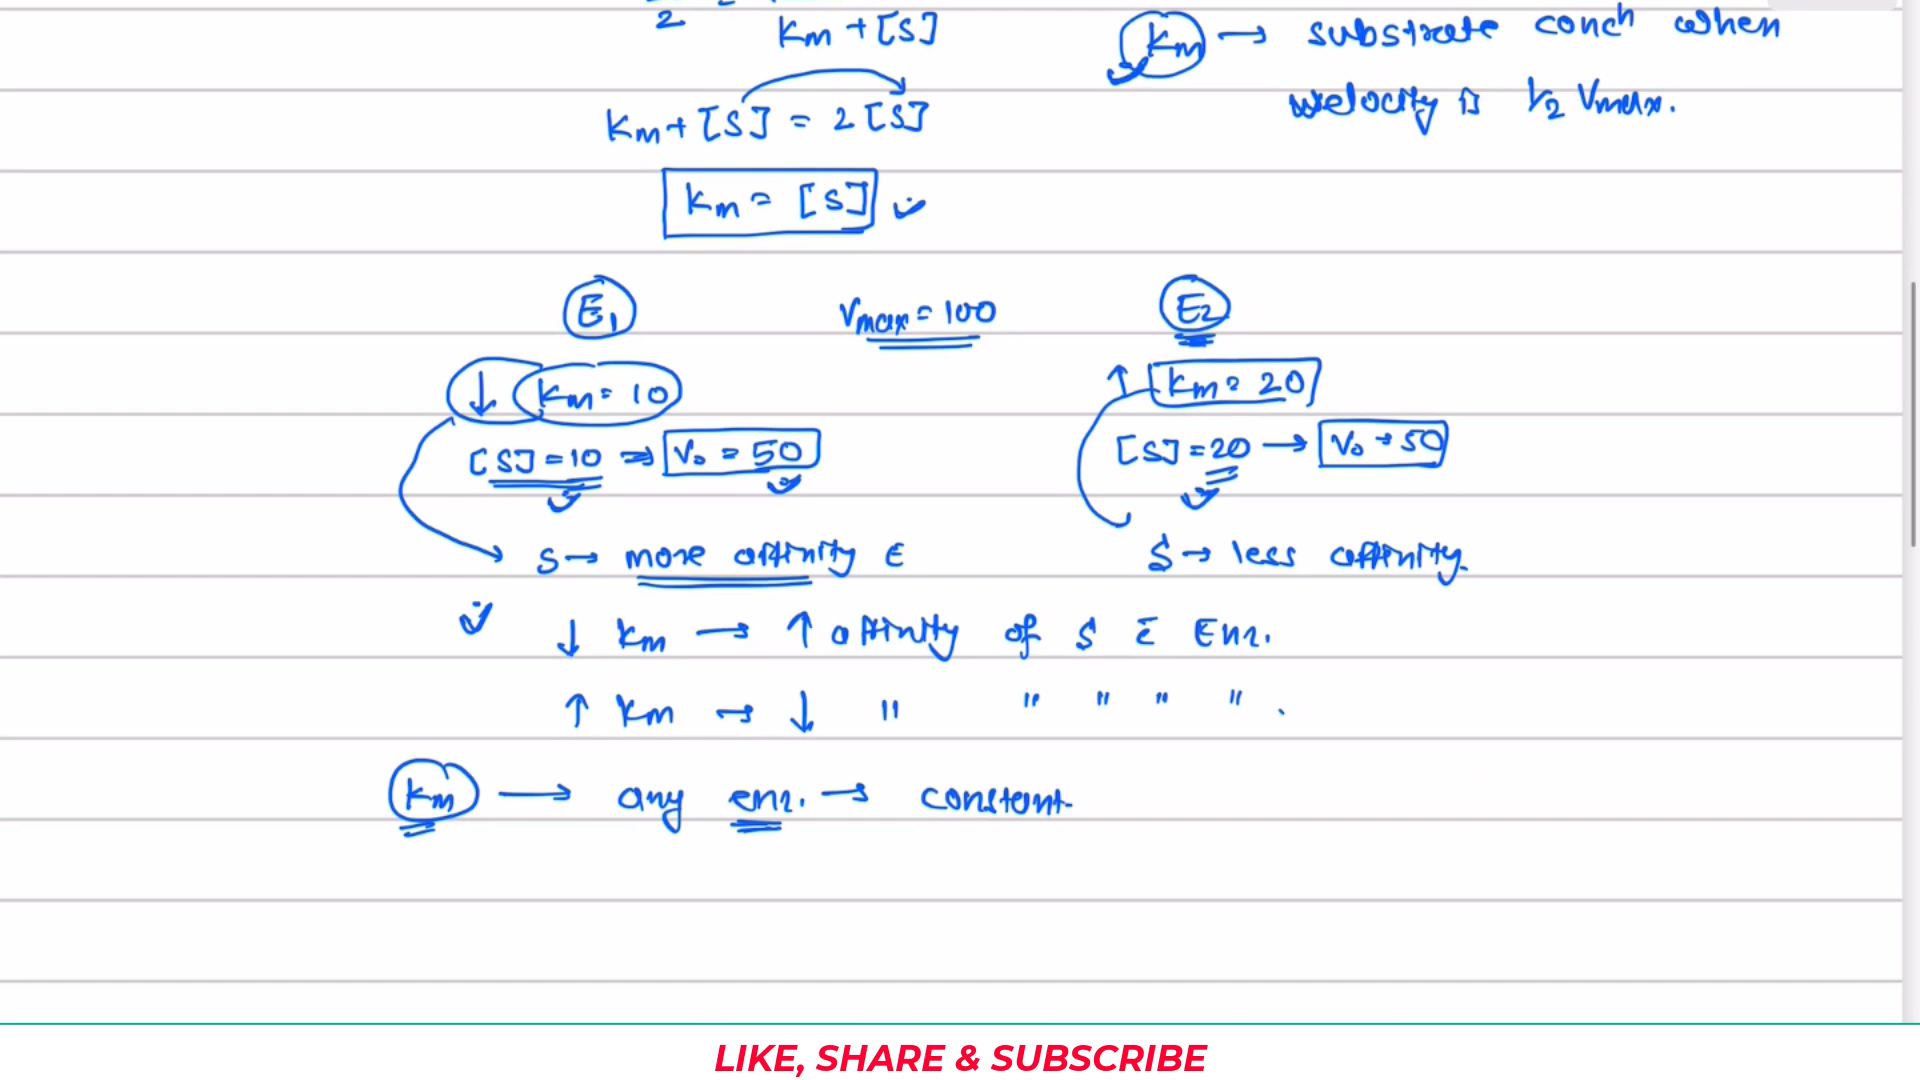 2
Km + [S]
Km → substrate concn when
velocity is 1/2 Vmax.
Km + [S] = 2 [S]
Km = [S]
E1 Vmax = 100 E2
↓ Km = 10 ↑ Km = 20
[S] = 10 → V0 = 50 [S] = 20 → V0 → 50
S → more affinity Ē S → less affinity.
↓ Km → ↑ affinity of S c̄ Enz.
↑ Km → ↓ " " " " " .
Km → any enz. → constant.
LIKE, SHARE & SUBSCRIBE